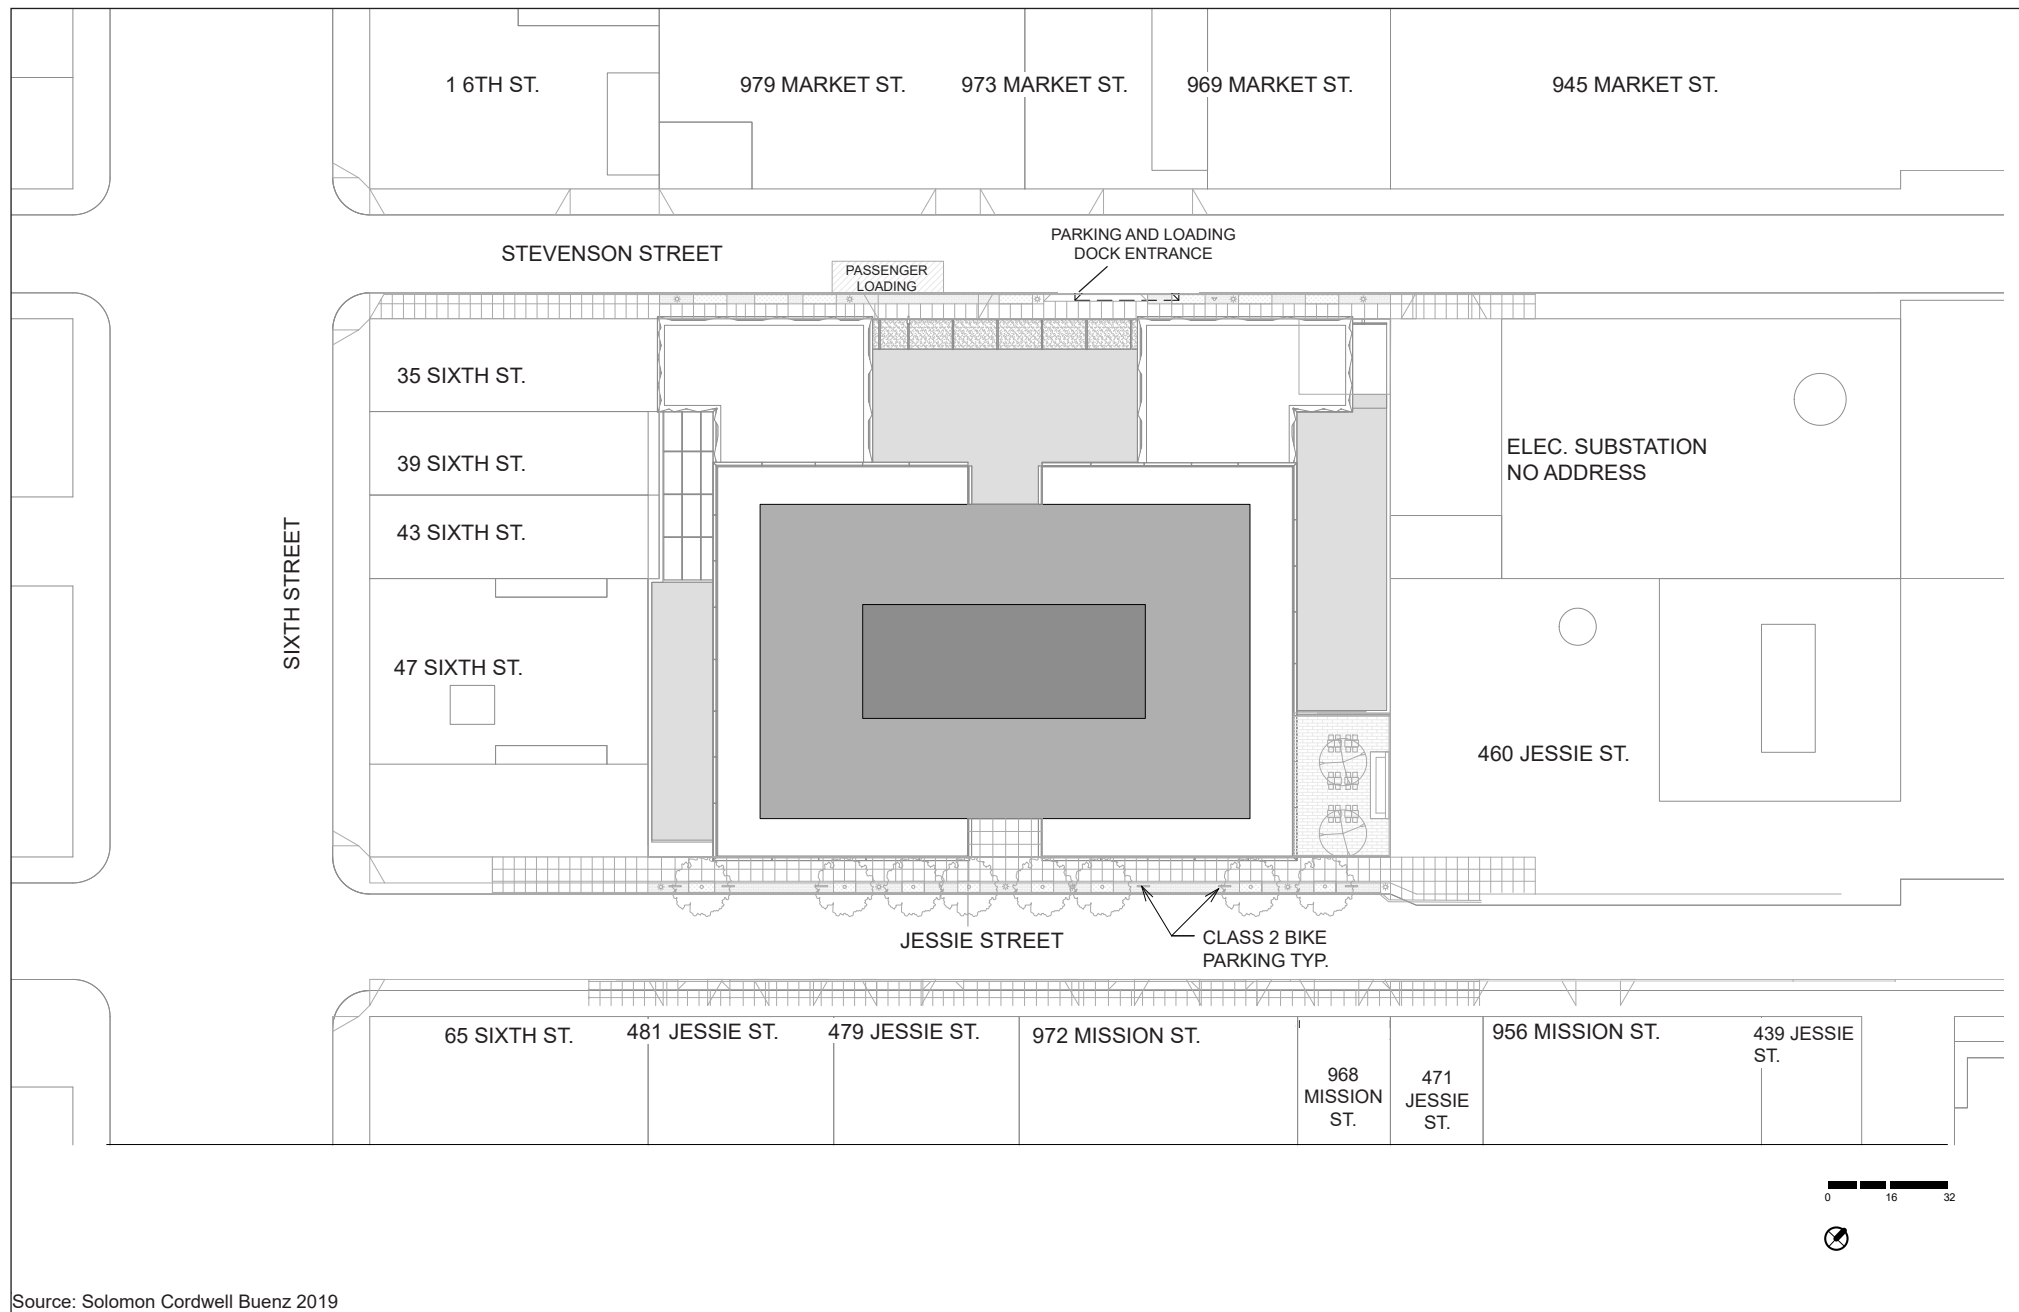 1 6TH ST.
979 MARKET ST.
973 MARKET ST.
969 MARKET ST.
945 MARKET ST.
STEVENSON STREET
PARKING AND LOADING
DOCK ENTRANCE
PASSENGER
LOADING
35 SIXTH ST.
39 SIXTH ST.
43 SIXTH ST.
47 SIXTH ST.
SIXTH STREET
ELEC. SUBSTATION
NO ADDRESS
460 JESSIE ST.
JESSIE STREET
CLASS 2 BIKE
PARKING TYP.
65 SIXTH ST.
481 JESSIE ST.
479 JESSIE ST.
972 MISSION ST.
968
MISSION
ST.
471
JESSIE
ST.
956 MISSION ST.
439 JESSIE
ST.
0 16 32
Source: Solomon Cordwell Buenz 2019